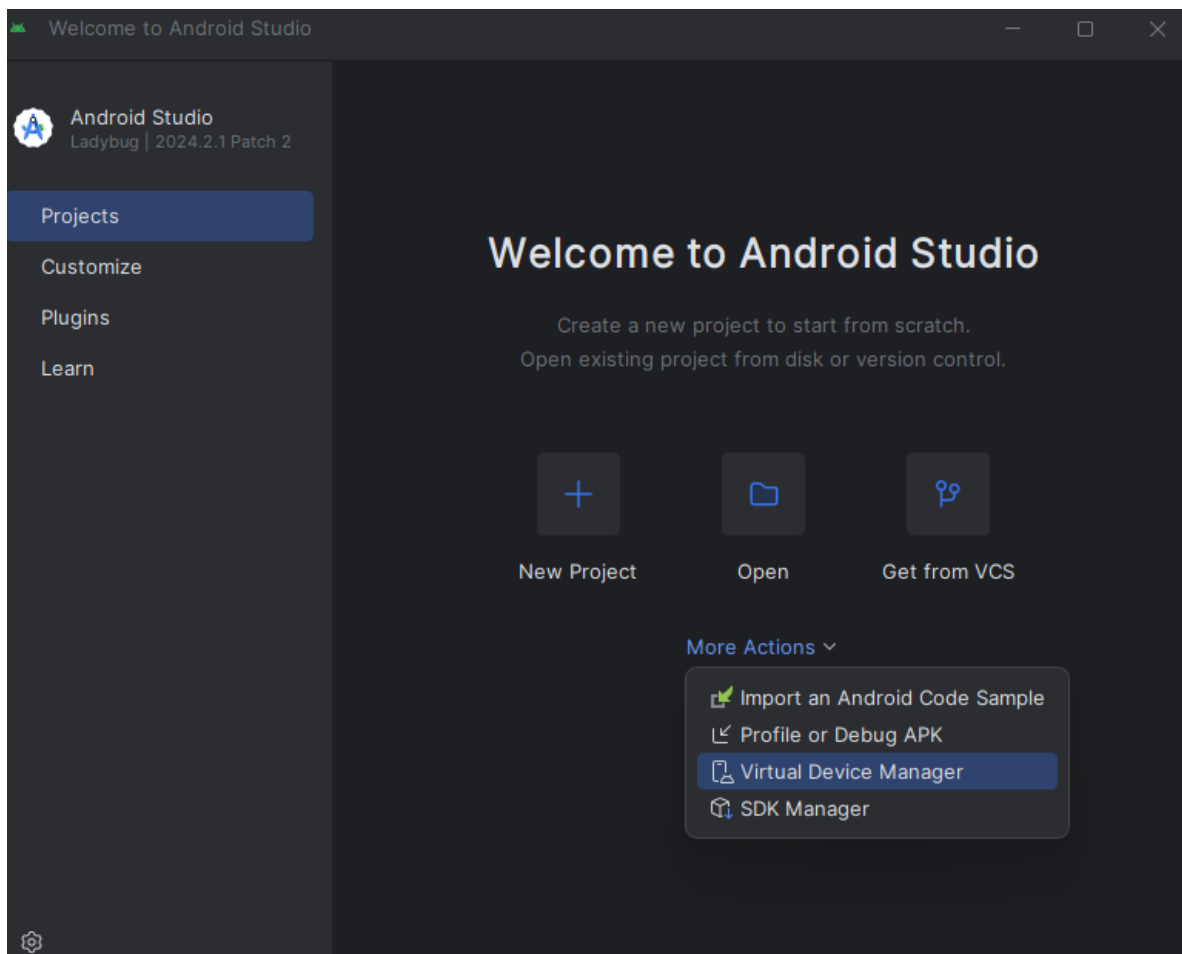 Welcome to Android Studio
Android Studio
Ladybug | 2024.2.1 Patch 2
Projects
Customize
Plugins
Learn
Welcome to Android Studio
Create a new project to start from scratch.
Open existing project from disk or version control.
New Project
Open
Get from VCS
More Actions
Import an Android Code Sample
Profile or Debug APK
Virtual Device Manager
SDK Manager